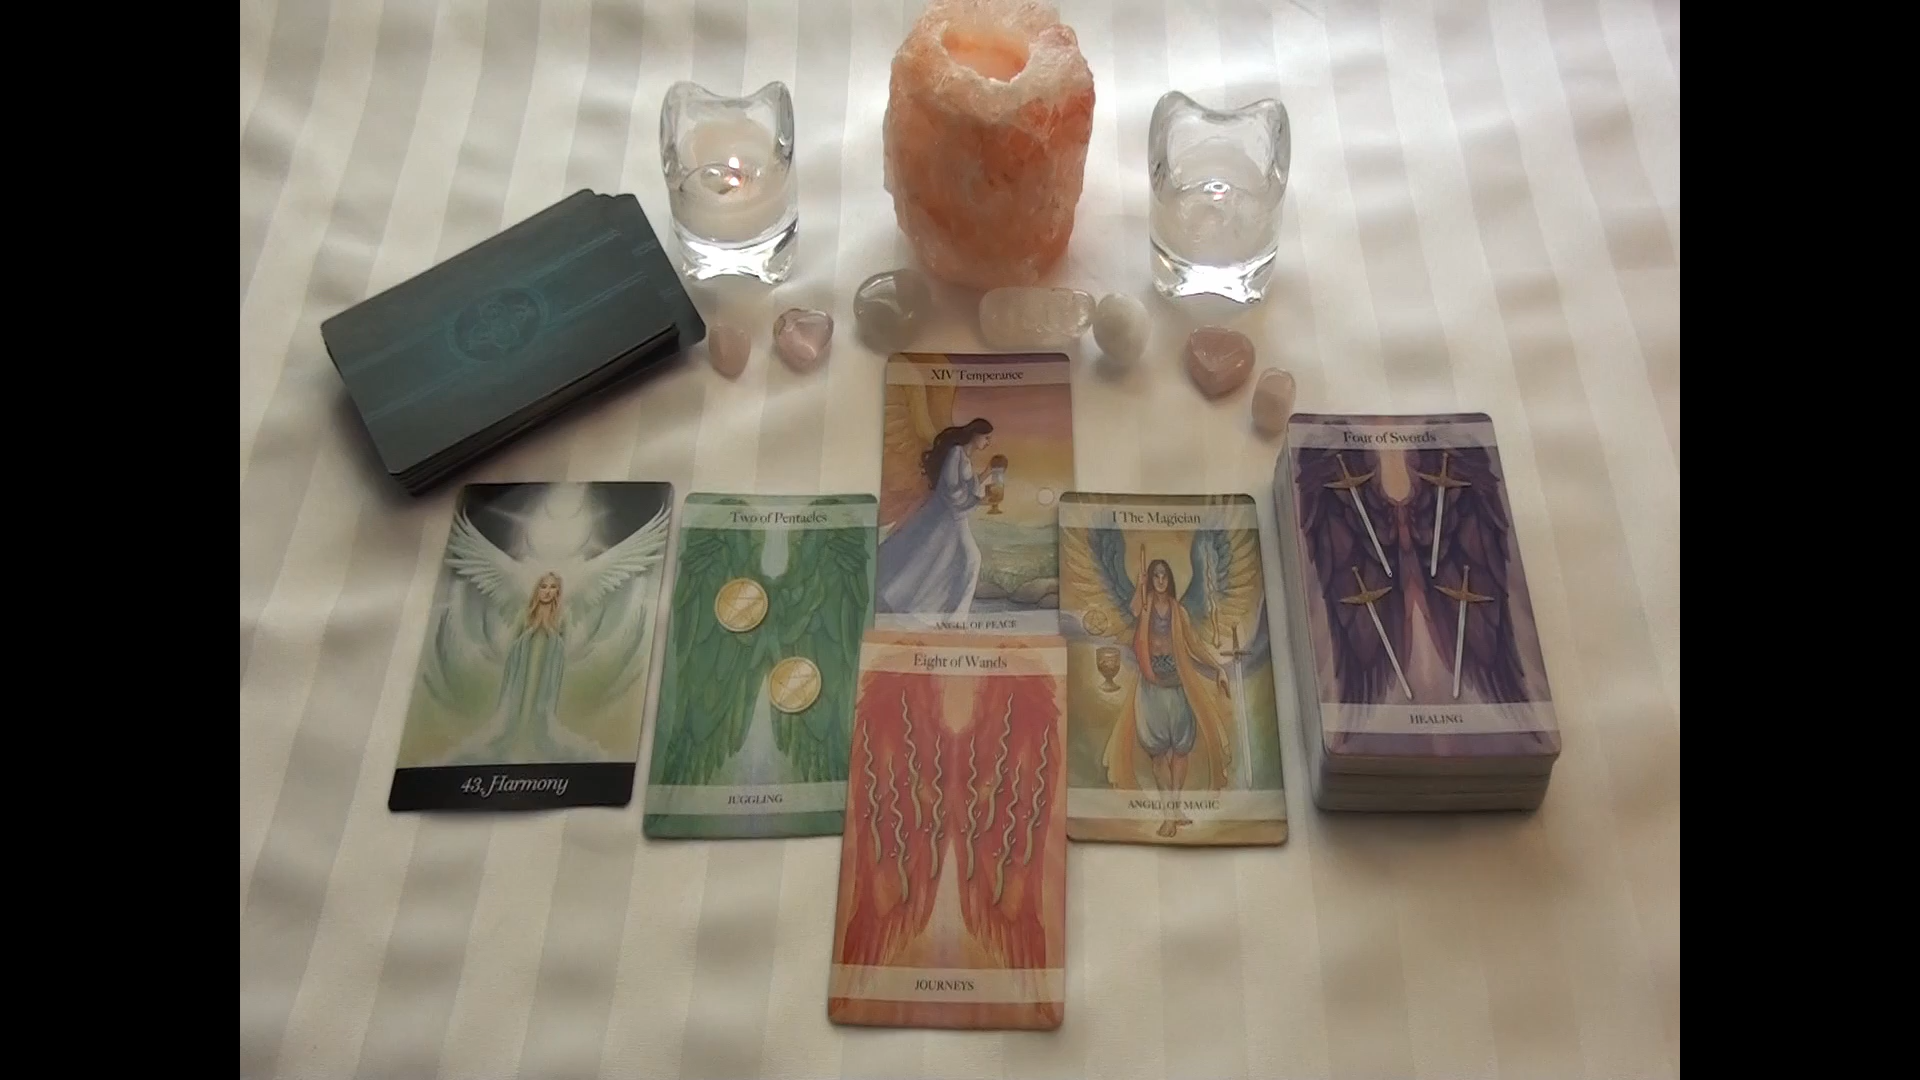 XIV Temperance
ANGEL OF PEACE
Four of Swords
HEALING
43. Harmony
Two of Pentacles
JUGGLING
I The Magician
ANGEL OF MAGIC
Eight of Wands
JOURNEYS